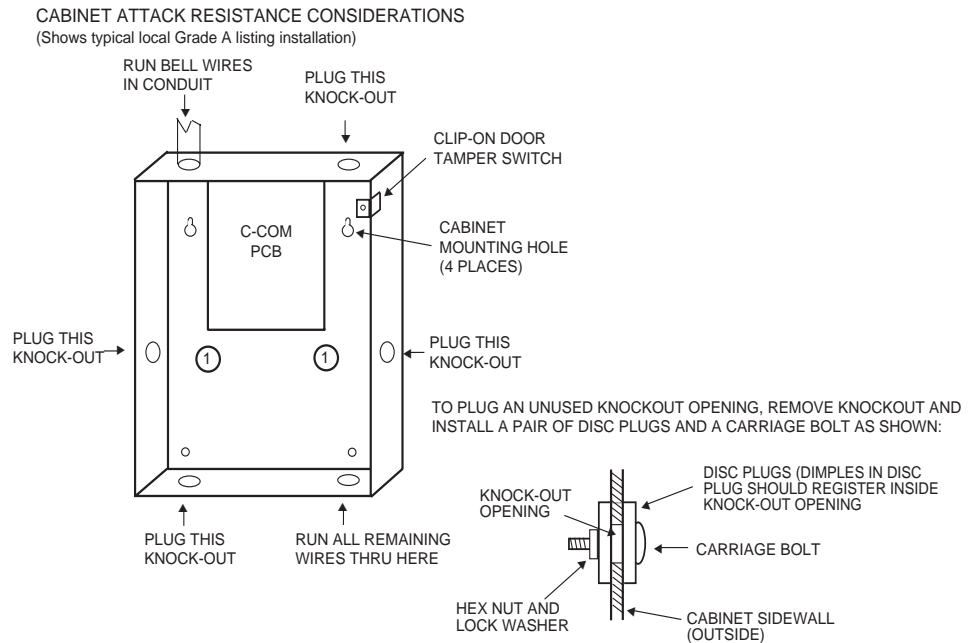 CABINET ATTACK RESISTANCE CONSIDERATIONS
(Shows typical local Grade A listing installation)
RUN BELL WIRES
IN CONDUIT
PLUG THIS
KNOCK-OUT
CLIP-ON DOOR
TAMPER SWITCH
C-COM
PCB
CABINET
MOUNTING HOLE
(4 PLACES)
PLUG THIS
KNOCK-OUT
1
1
PLUG THIS
KNOCK-OUT
TO PLUG AN UNUSED KNOCKOUT OPENING, REMOVE KNOCKOUT AND
INSTALL A PAIR OF DISC PLUGS AND A CARRIAGE BOLT AS SHOWN:
PLUG THIS
KNOCK-OUT
RUN ALL REMAINING
WIRES THRU HERE
KNOCK-OUT
OPENING
DISC PLUGS (DIMPLES IN DISC
PLUG SHOULD REGISTER INSIDE
KNOCK-OUT OPENING
CARRIAGE BOLT
HEX NUT AND
LOCK WASHER
CABINET SIDEWALL
(OUTSIDE)